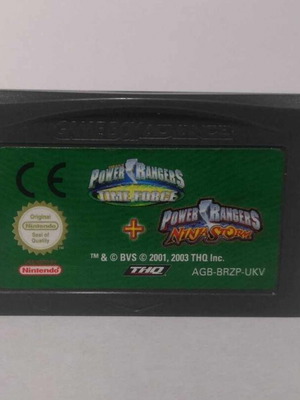 GAME BOY ADVANCE
CE
POWER RANGERS
TIME FORCE
+
POWER RANGERS
NINJA STORM
Original
Nintendo
Seal of
Quality
Nintendo
™ & © BVS © 2001, 2003 THQ Inc.
THQ
AGB-BRZP-UKV